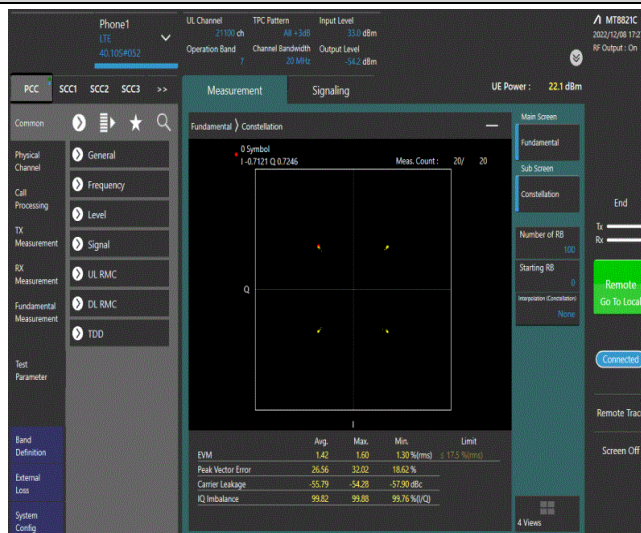 Phone1
LTE
40.10S#052
UL Channel
21100 ch
TPC Pattern
All +3dB
Input Level
33.0 dBm
Operation Band
7
Channel Bandwidth
20 MHz
Output Level
-54.2 dBm
MT8821C
2022/12/08 17:27
RF Output : On
PCC SCC1 SCC2 SCC3 >>
Measurement
Signaling
UE Power : 22.1 dBm
Common
Physical
Channel
Call
Processing
TX
Measurement
RX
Measurement
Fundamental
Measurement
Test
Parameter
Band
Definition
External
Loss
System
Config
General
Frequency
Level
Signal
UL RMC
DL RMC
TDD
Fundamental ⟩ Constellation
0 Symbol
I -0.7121 Q 0.7246
Meas. Count : 20/ 20
Q
I
Avg. Max. Min. Limit
EVM 1.42 1.60 1.30 %(rms) ≤ 17.5 %(rms)
Peak Vector Error 26.56 32.02 18.62 %
Carrier Leakage -55.79 -54.28 -57.90 dBc
IQ Imbalance 99.82 99.88 99.76 %(I/Q)
Main Screen
Fundamental
Sub Screen
Constellation
Number of RB
100
Starting RB
0
Interpolation (Constellation)
None
4 Views
End
Tx
Rx
Remote
Go To Local
Connected
Remote Trac
Screen Off